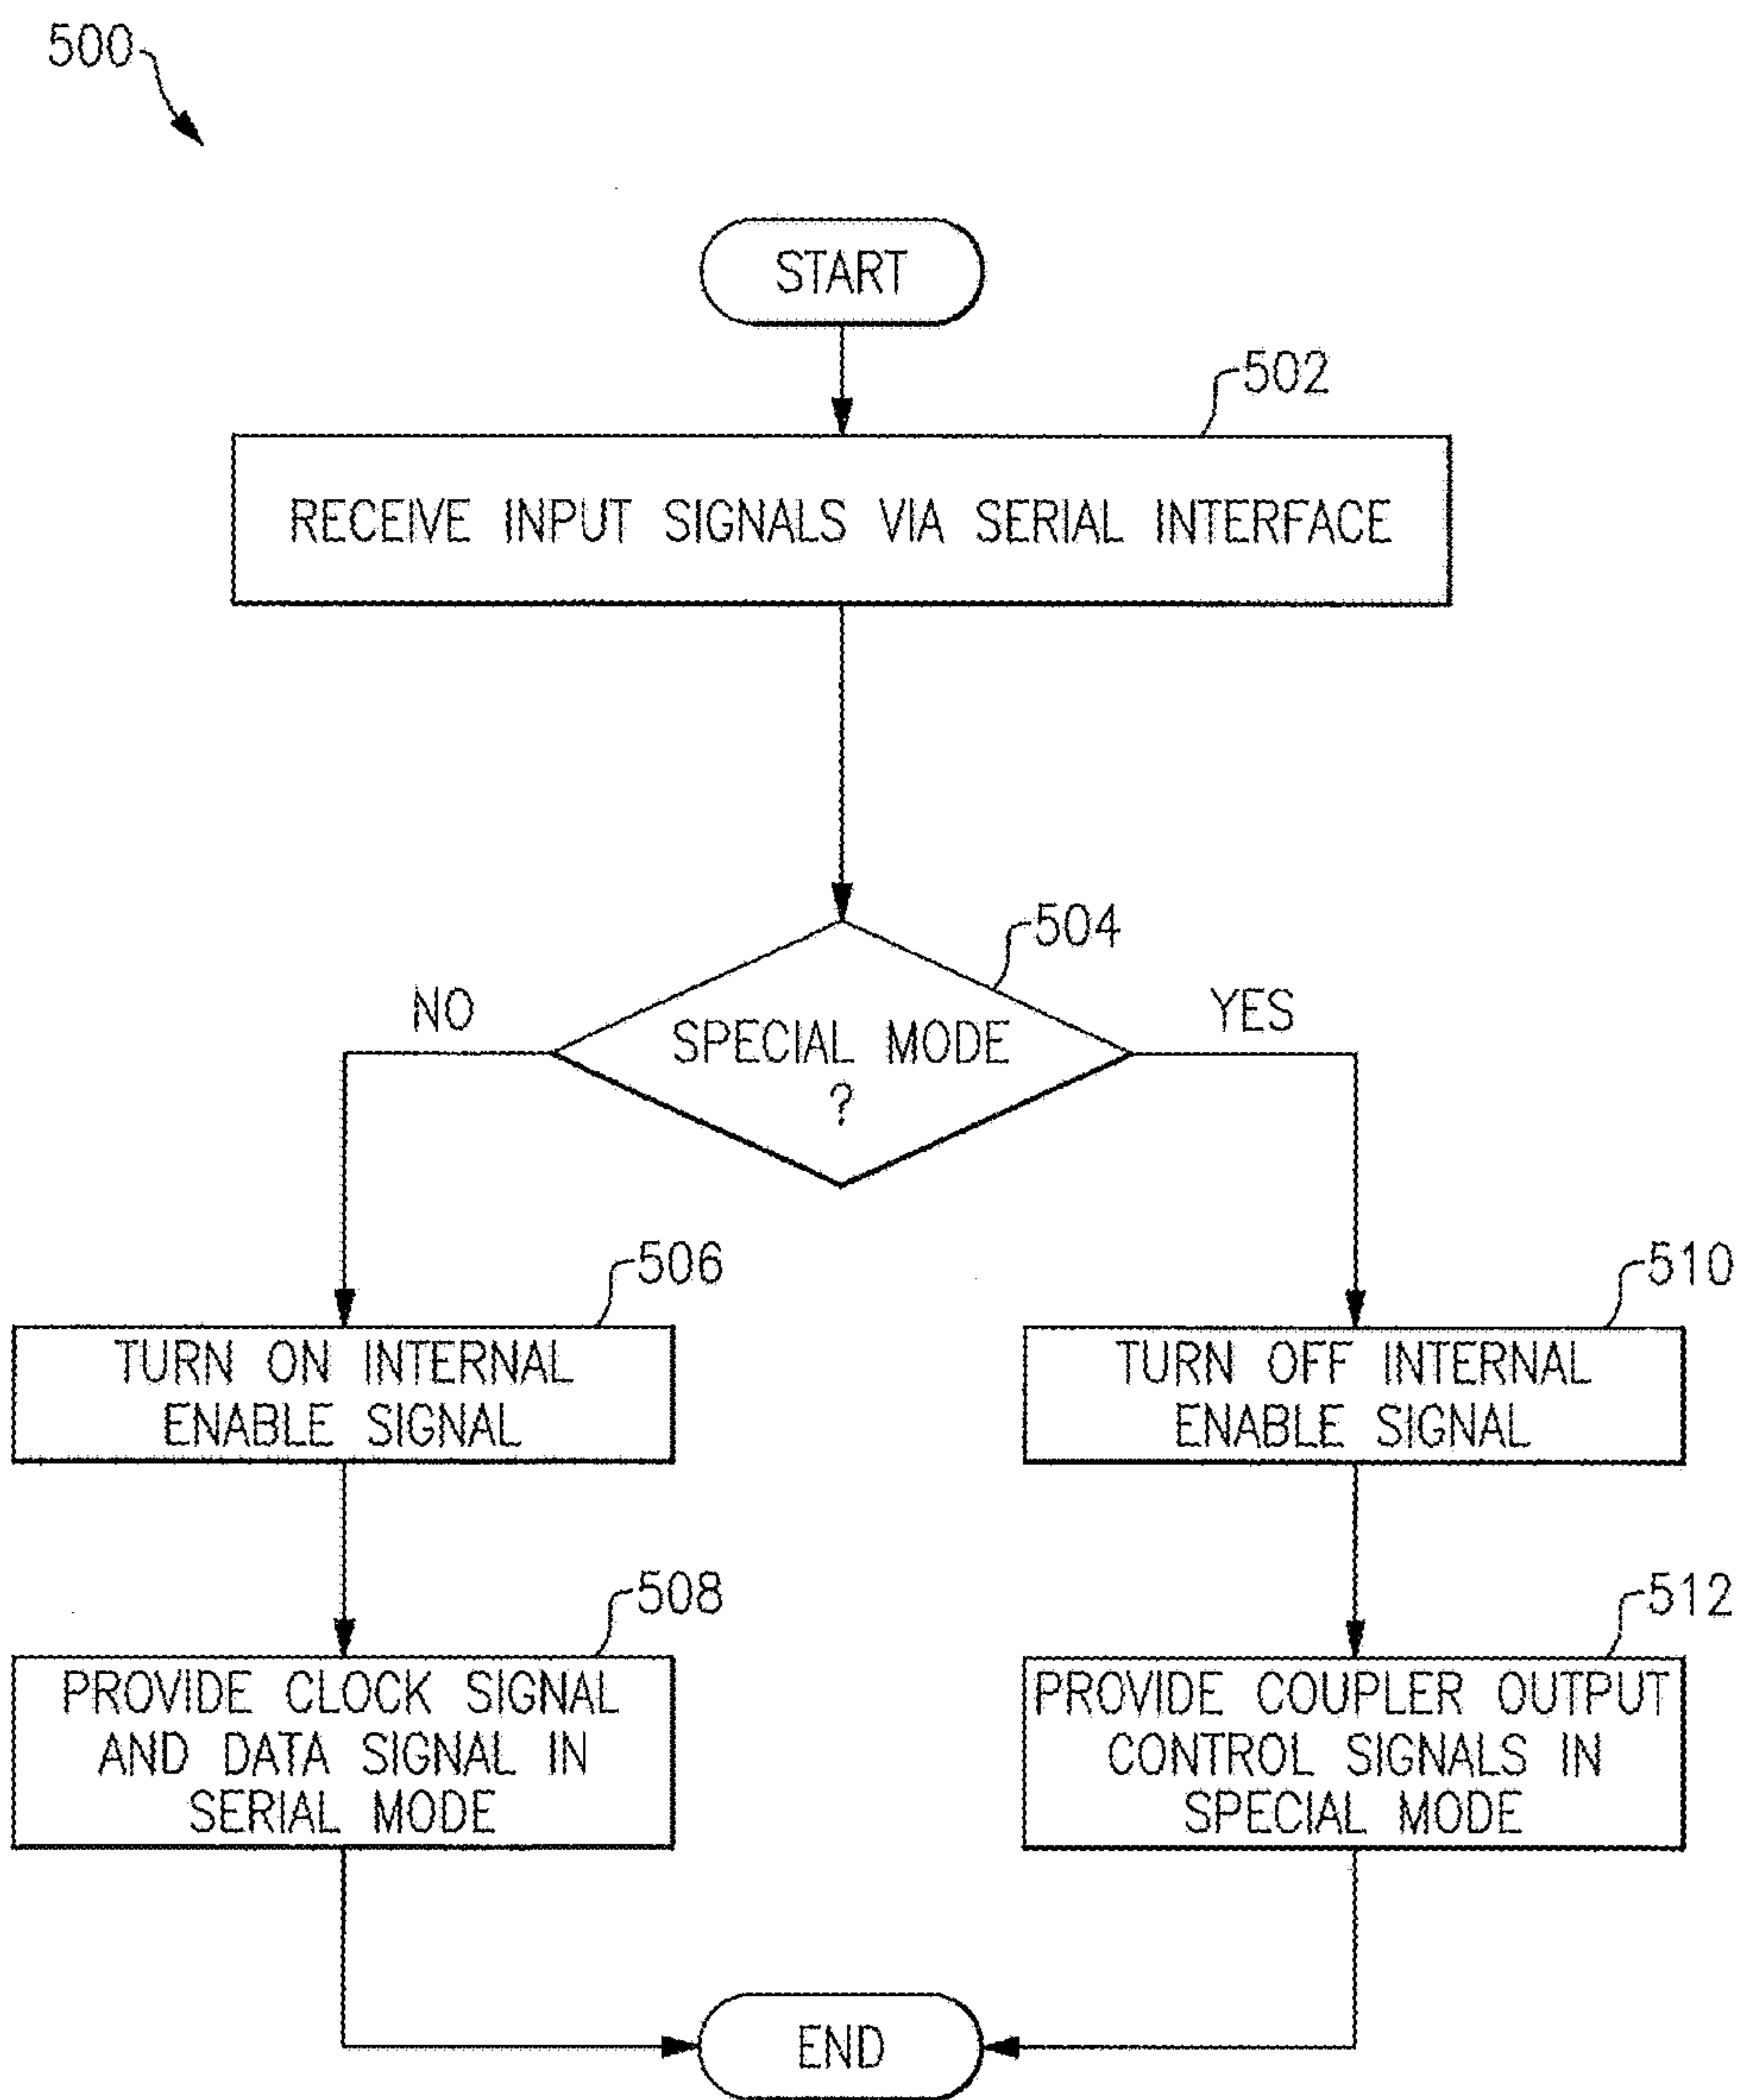 500
START
502
RECEIVE INPUT SIGNALS VIA SERIAL INTERFACE
504
NO
YES
SPECIAL MODE
?
506
TURN ON INTERNAL
ENABLE SIGNAL
510
TURN OFF INTERNAL
ENABLE SIGNAL
508
PROVIDE CLOCK SIGNAL
AND DATA SIGNAL IN
SERIAL MODE
512
PROVIDE COUPLER OUTPUT
CONTROL SIGNALS IN
SPECIAL MODE
END